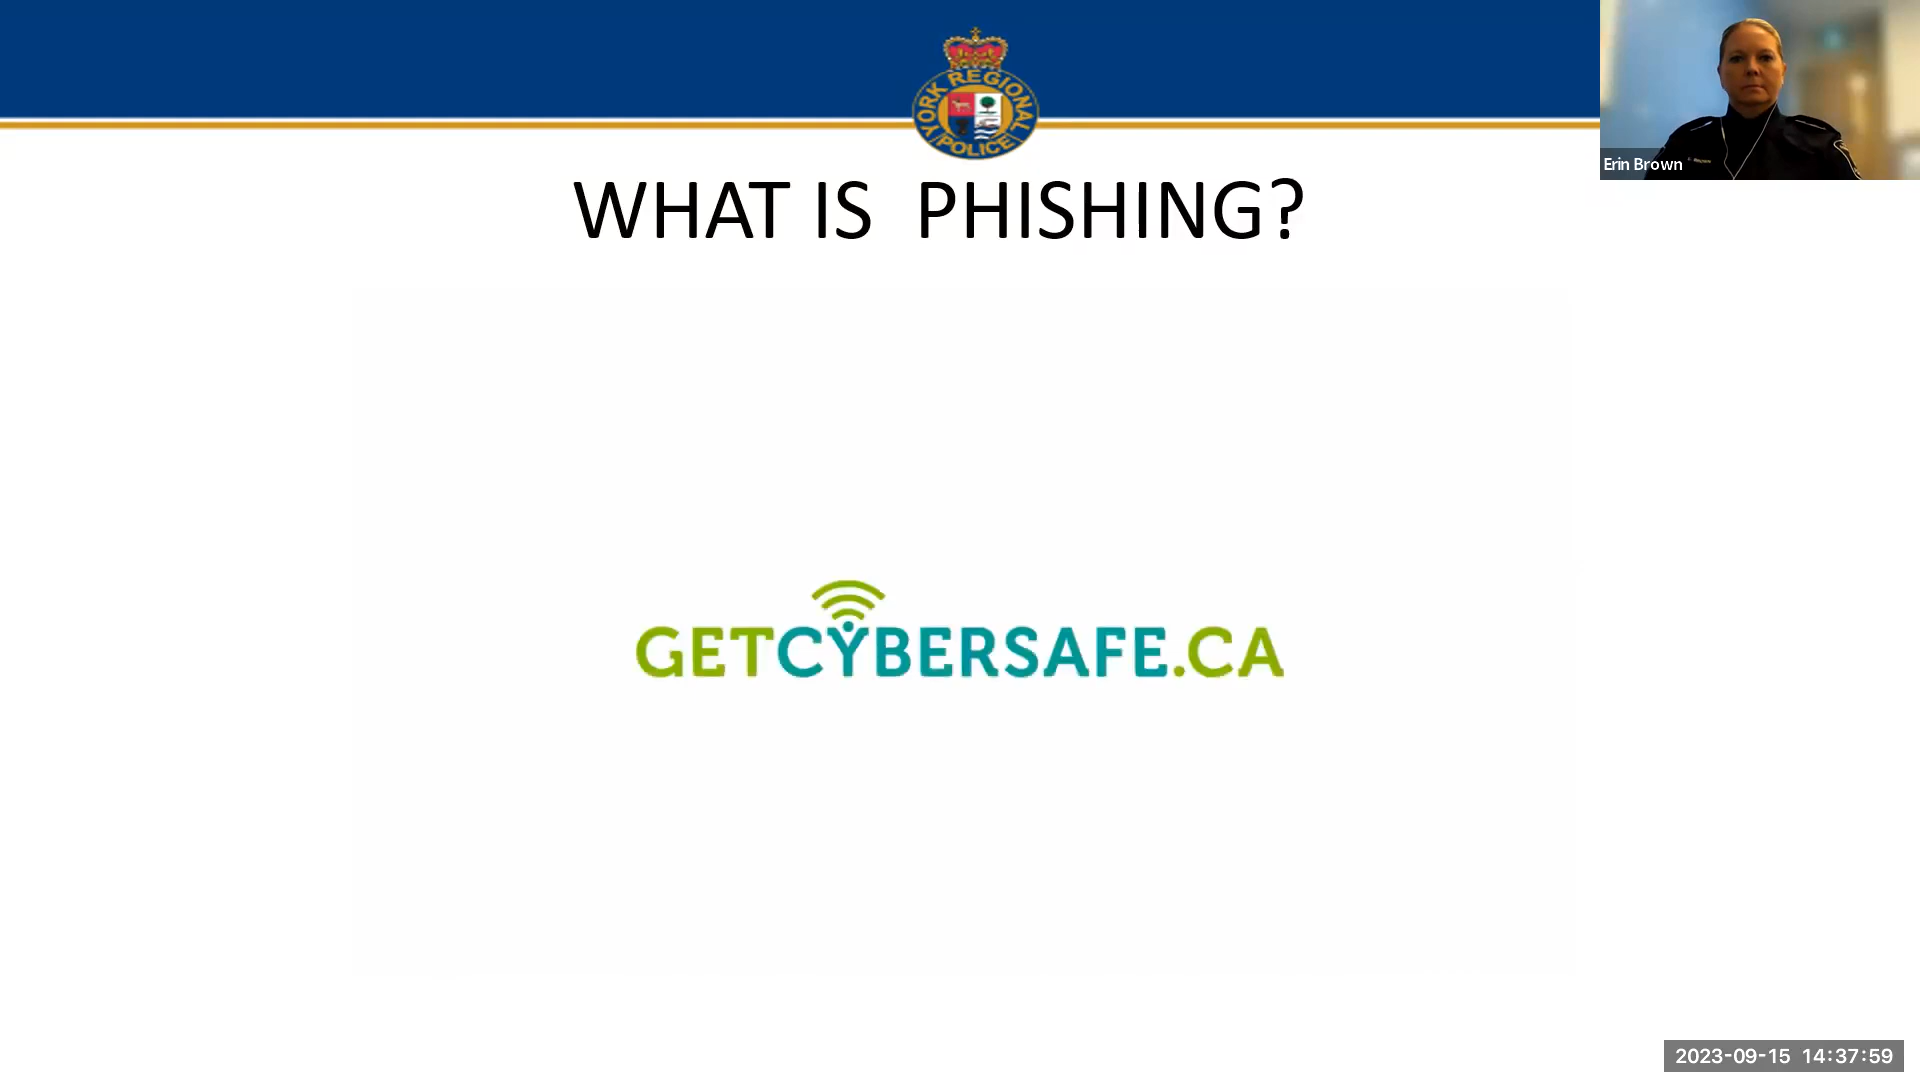 YORK REGIONAL
POLICE
Erin Brown
WHAT IS  PHISHING?
GETCYBERSAFE.CA
2023-09-15 14:37:59